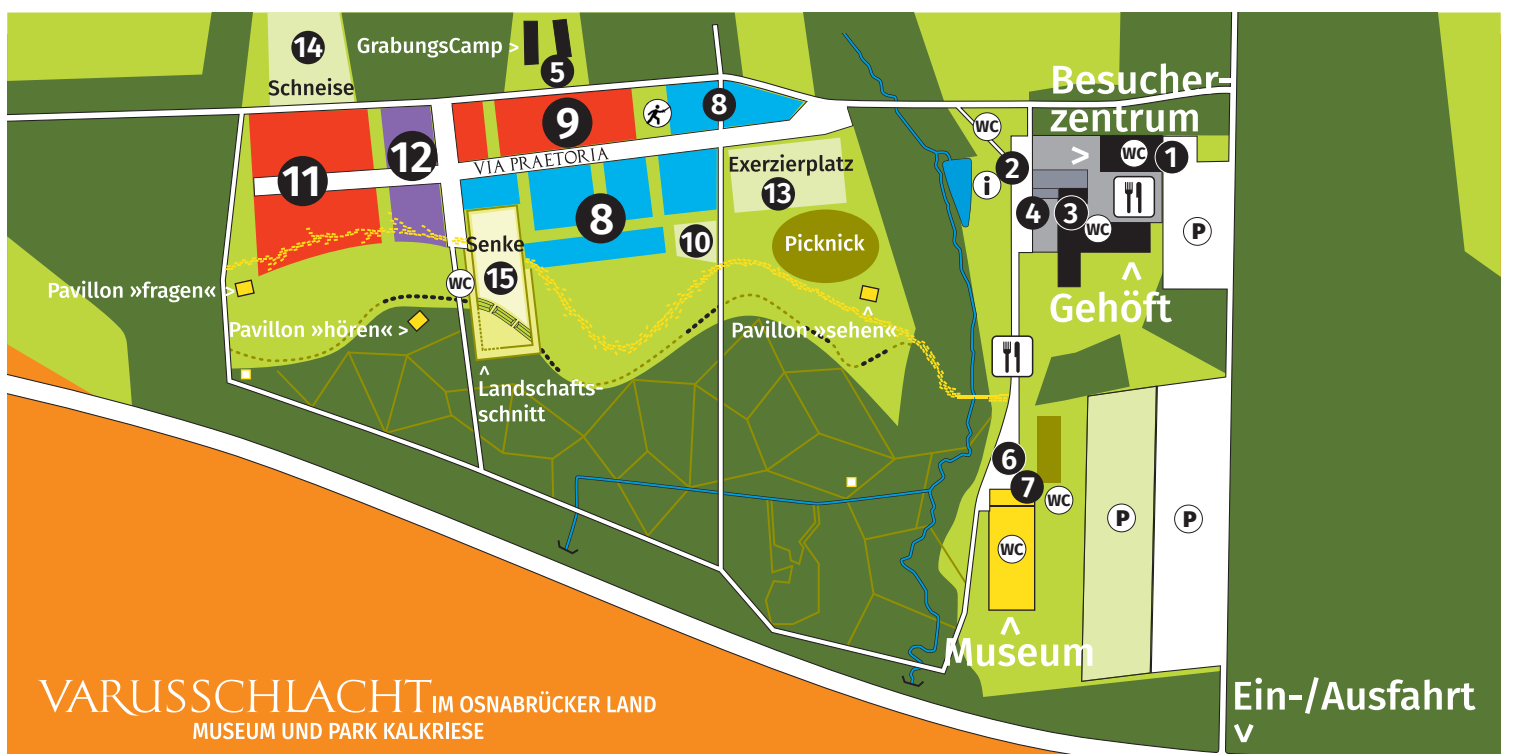 14
Schneise
GrabungsCamp >
5
9
8
11
12
VIA PRAETORIA
8
Exerzierplatz
13
Senke
15
10
Picknick
WC
Pavillon »fragen« >
Pavillon »hören« >
Pavillon »sehen«
^
^
Landschafts-
schnitt
Besucher-
zentrum
>
WC
1
WC
2
i
4
3
WC
P
^
Gehöft
6
7
WC
WC
P
P
^
Museum
VARUSSCHLACHT IM OSNABRÜCKER LAND
MUSEUM UND PARK KALKRIESE
Ein-/Ausfahrt
v